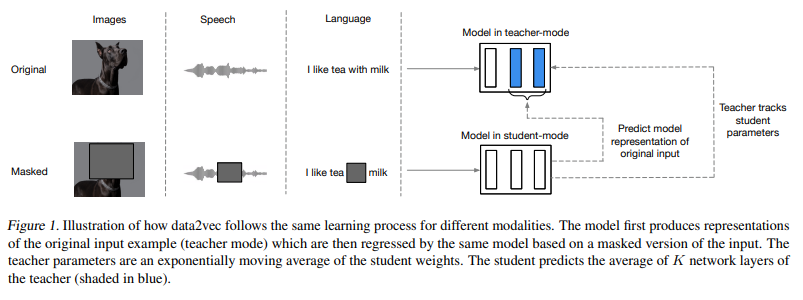 Images
Speech
Language
Model in teacher-mode
Original
I like tea with milk
Teacher tracks
student
parameters
Model in student-mode
Predict model
representation of
original input
Masked
I like tea milk
Figure 1. Illustration of how data2vec follows the same learning process for different modalities. The model first produces representations
of the original input example (teacher mode) which are then regressed by the same model based on a masked version of the input. The
teacher parameters are an exponentially moving average of the student weights. The student predicts the average of K network layers of
the teacher (shaded in blue).